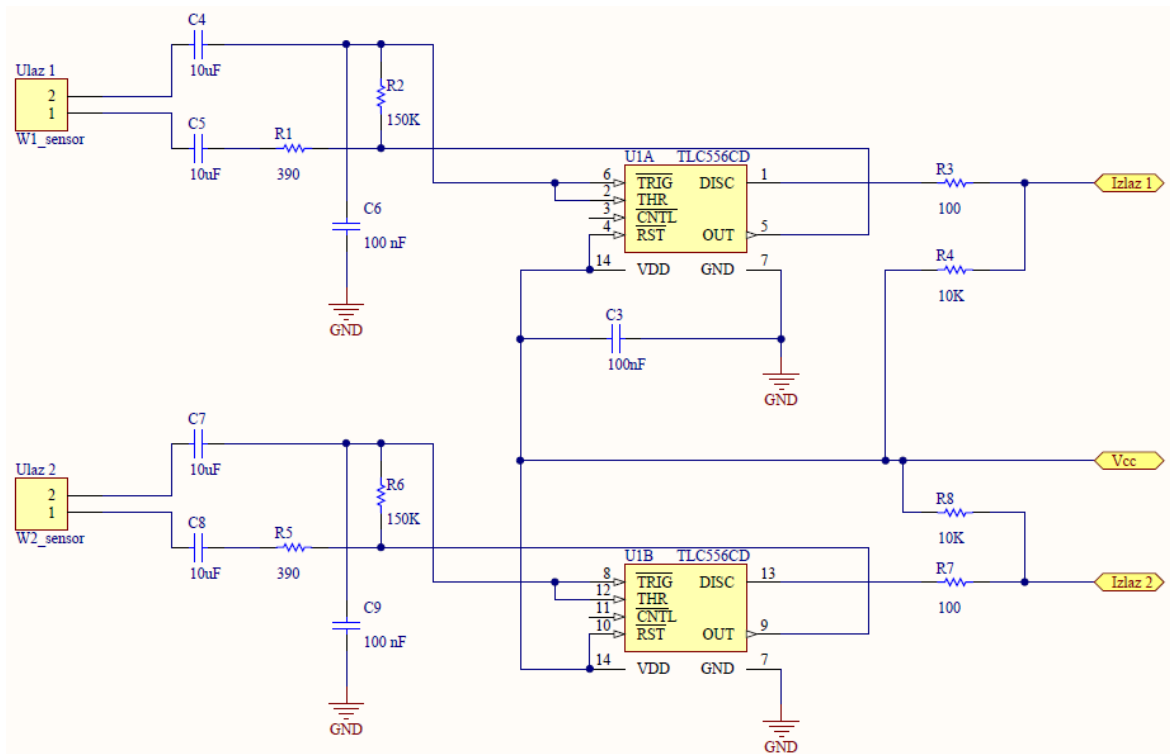 C4
10uF
Ulaz 1
2
1
W1_sensor
C5
10uF
R1
390
R2
150K
C6
100 nF
GND
U1A TLC556CD
6 TRIG DISC 1
2 THR
3 CNTL
4 RST OUT 5
14 VDD GND 7
R3
100
Izlaz 1
R4
10K
C3
100nF
GND
Vcc
C7
10uF
Ulaz 2
2
1
W2_sensor
C8
10uF
R5
390
R6
150K
C9
100 nF
GND
U1B TLC556CD
8 TRIG DISC 13
12 THR
11 CNTL
10 RST OUT 9
14 VDD GND 7
GND
R8
10K
R7
100
Izlaz 2